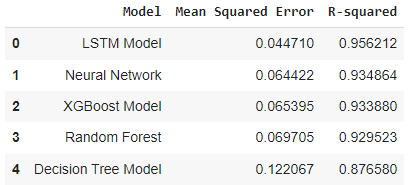 Model Mean Squared Error R-squared
0 LSTM Model 0.044710 0.956212
1 Neural Network 0.064422 0.934864
2 XGBoost Model 0.065395 0.933880
3 Random Forest 0.069705 0.929523
4 Decision Tree Model 0.122067 0.876580